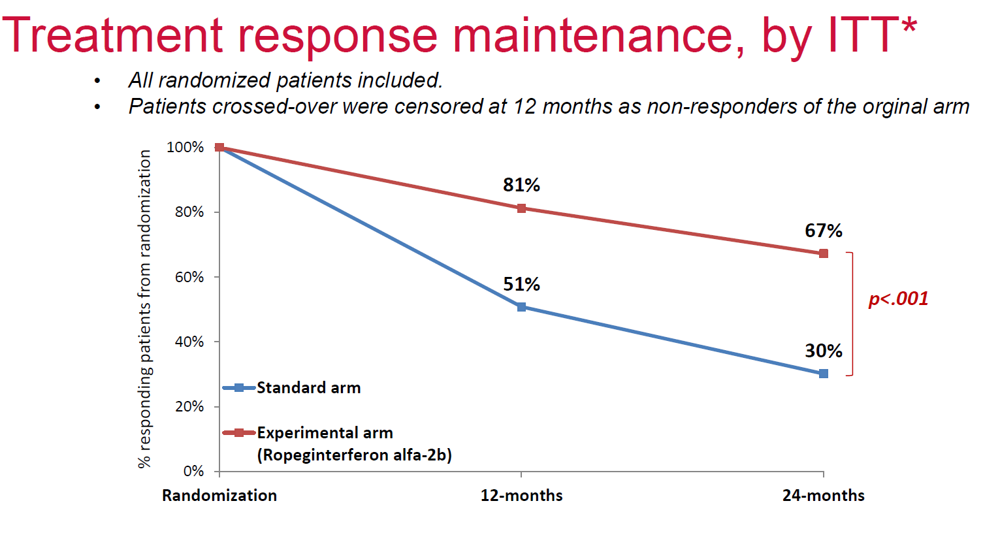 Treatment response maintenance, by ITT*
• All randomized patients included.
• Patients crossed-over were censored at 12 months as non-responders of the orginal arm
% responding patients from randomization
100%
80%
60%
40%
20%
0%
81%
67%
51%
30%
p<.001
Standard arm
Experimental arm
(Ropeginterferon alfa-2b)
Randomization
12-months
24-months